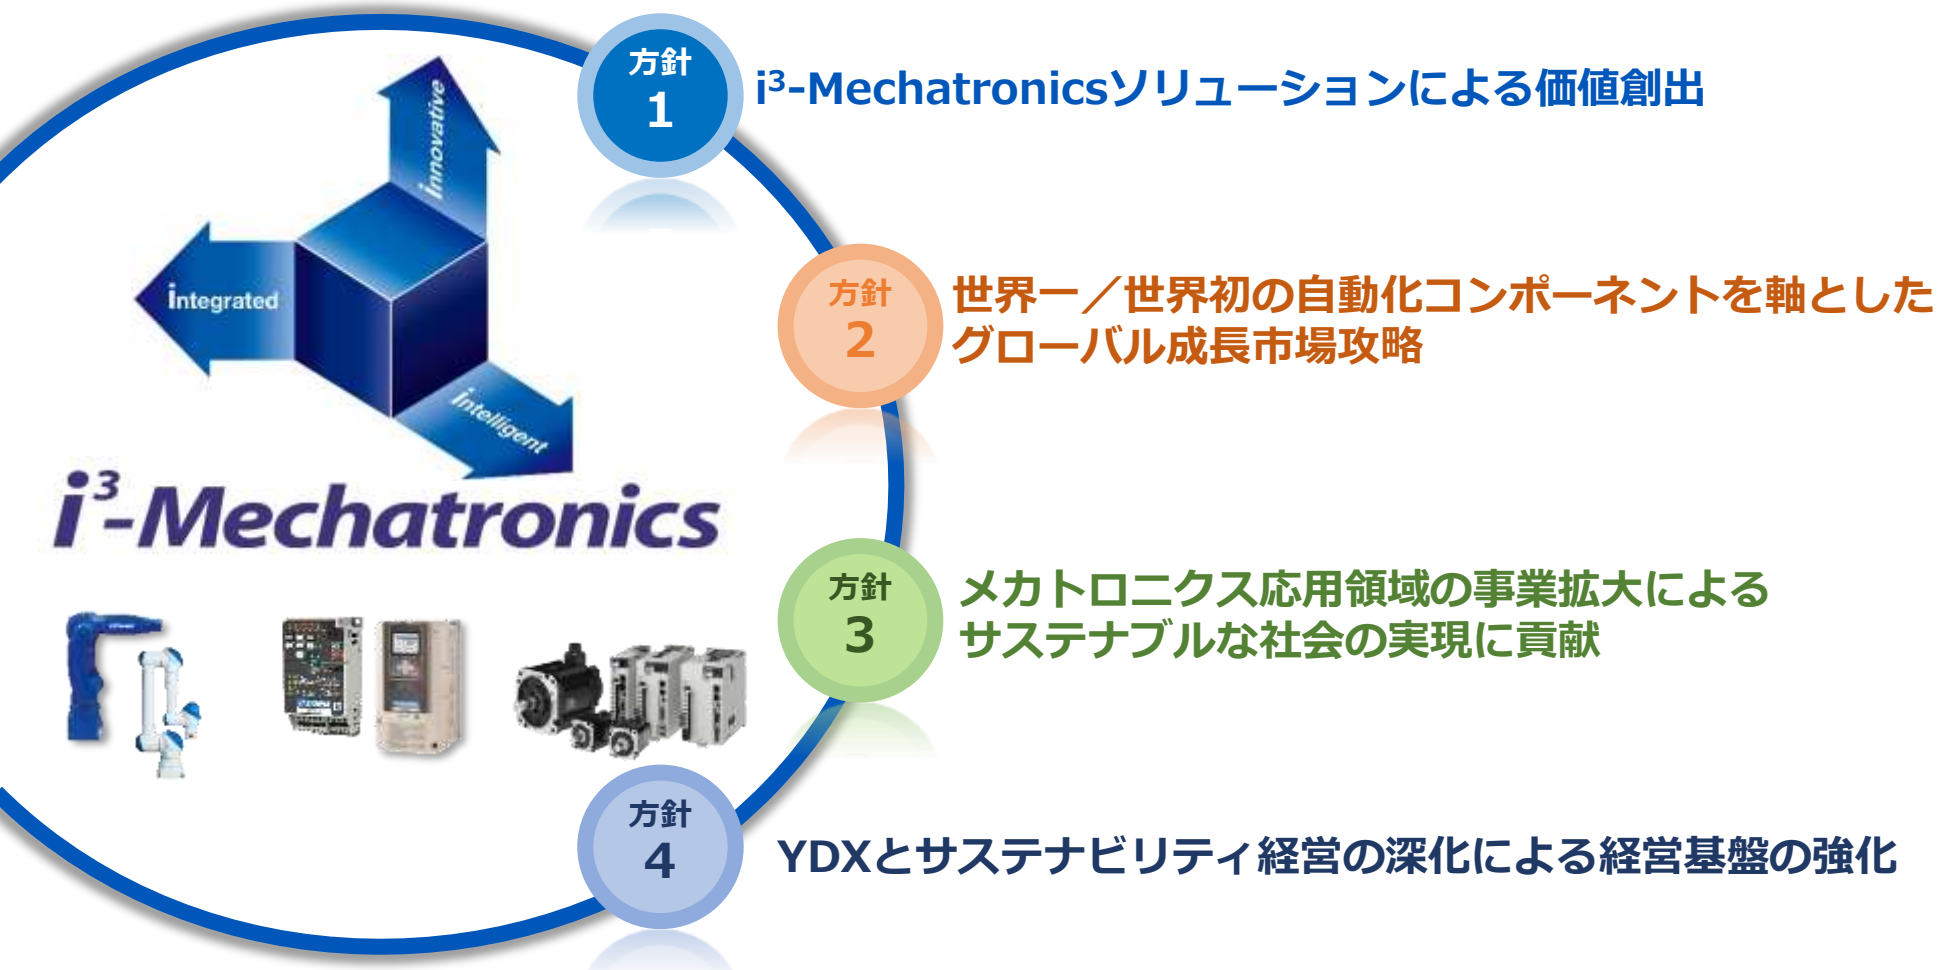 innovative
integrated
intelligent
i³-Mechatronics
方針
1
i³-Mechatronicsソリューションによる価値創出
方針
2
世界一／世界初の自動化コンポーネントを軸とした
グローバル成長市場攻略
方針
3
メカトロニクス応用領域の事業拡大による
サステナブルな社会の実現に貢献
方針
4
YDXとサステナビリティ経営の深化による経営基盤の強化